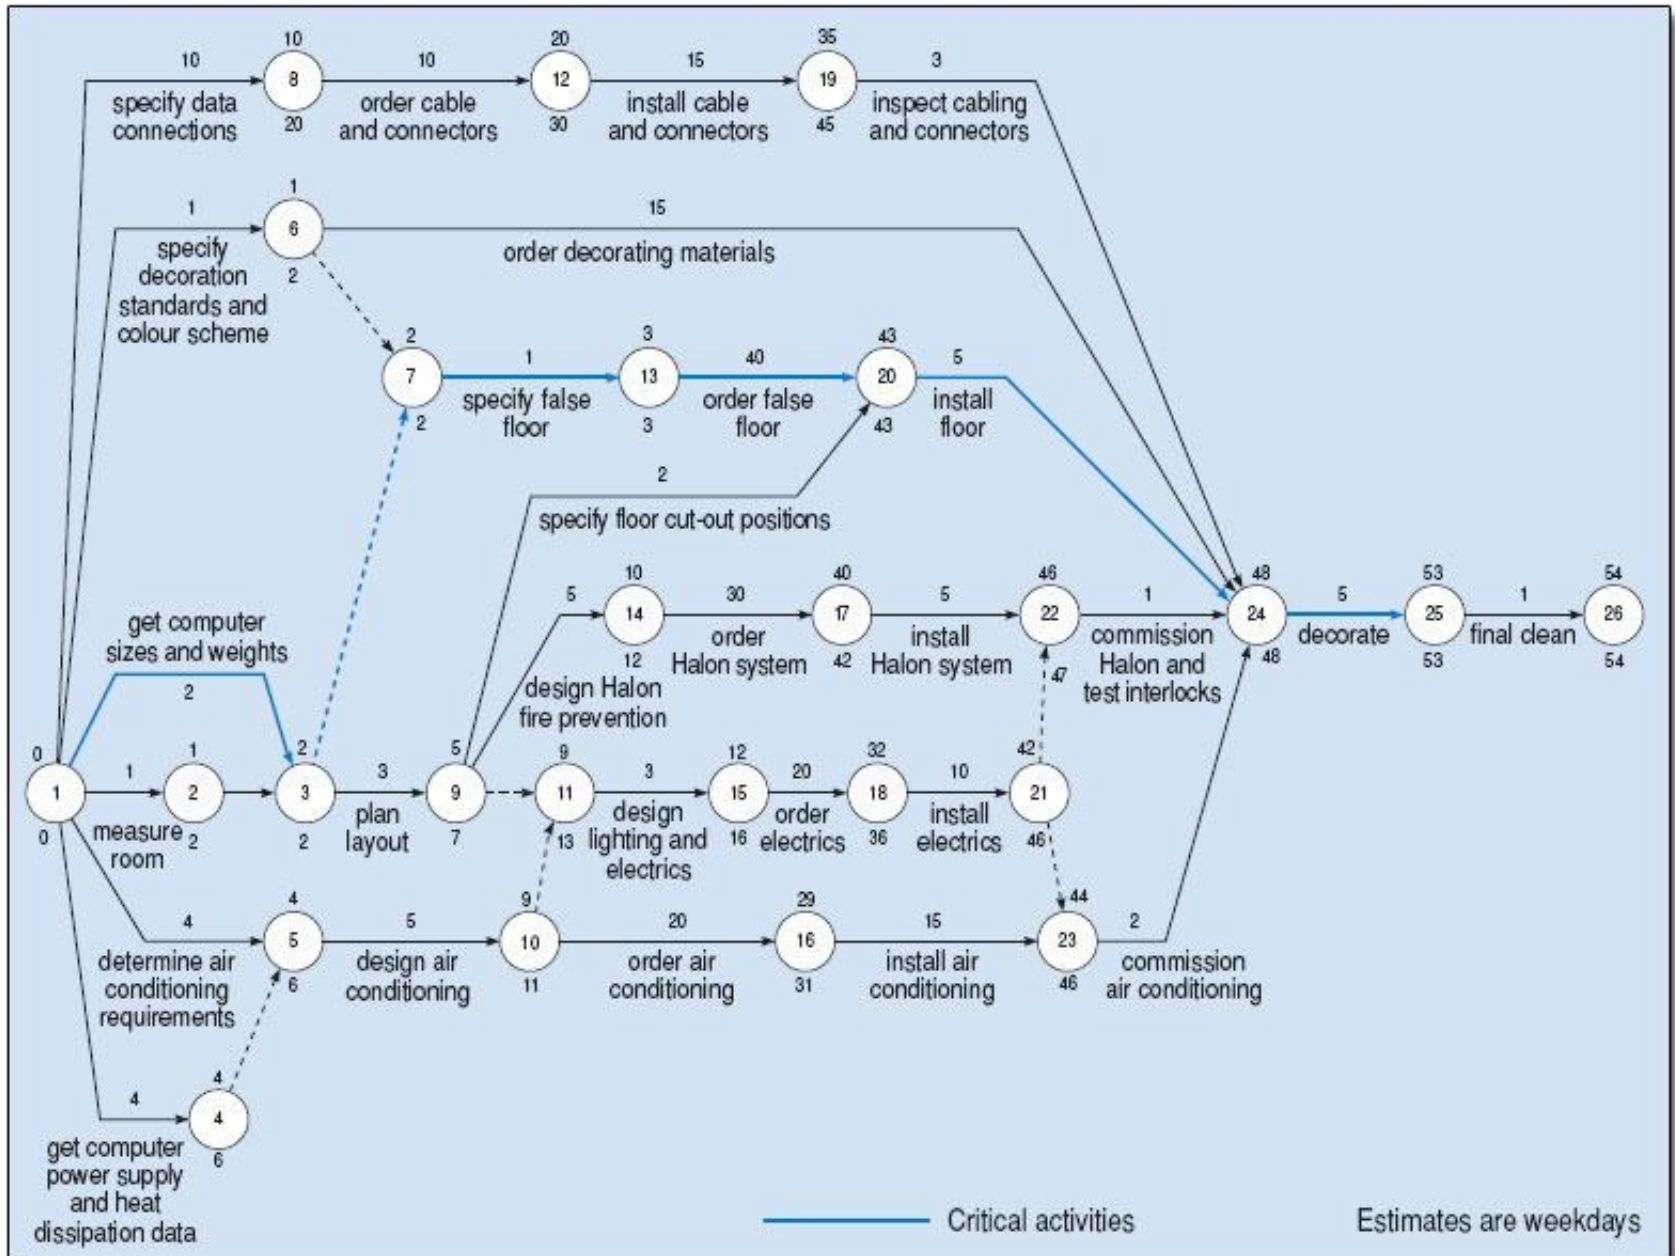 10
8
20
10
specify data
connections
10
order cable
and connectors
20
12
30
15
install cable
and connectors
35
19
45
3
inspect cabling
and connectors
1
specify
decoration
standards and
colour scheme
1
6
2
15
order decorating materials
2
7
2
1
specify false
floor
3
13
3
40
order false
floor
43
20
43
5
install
floor
2
specify floor cut-out positions
get computer
sizes and weights
2
5
design Halon
fire prevention
10
14
12
30
order
Halon system
40
17
42
5
install
Halon system
46
22
47
1
commission
Halon and
test interlocks
48
24
48
5
decorate
53
25
53
1
final clean
54
26
54
0
1
0
1
measure
room
1
2
2
2
3
2
3
plan
layout
5
9
7
9
11
13
3
design
lighting and
electrics
12
15
16
20
order
electrics
32
18
36
10
install
electrics
42
21
46
4
determine air
conditioning
requirements
4
5
6
5
design air
conditioning
9
10
11
20
order air
conditioning
29
16
31
15
install air
conditioning
44
23
46
2
commission
air conditioning
4
get computer
power supply
and heat
dissipation data
4
4
6
Critical activities
Estimates are weekdays